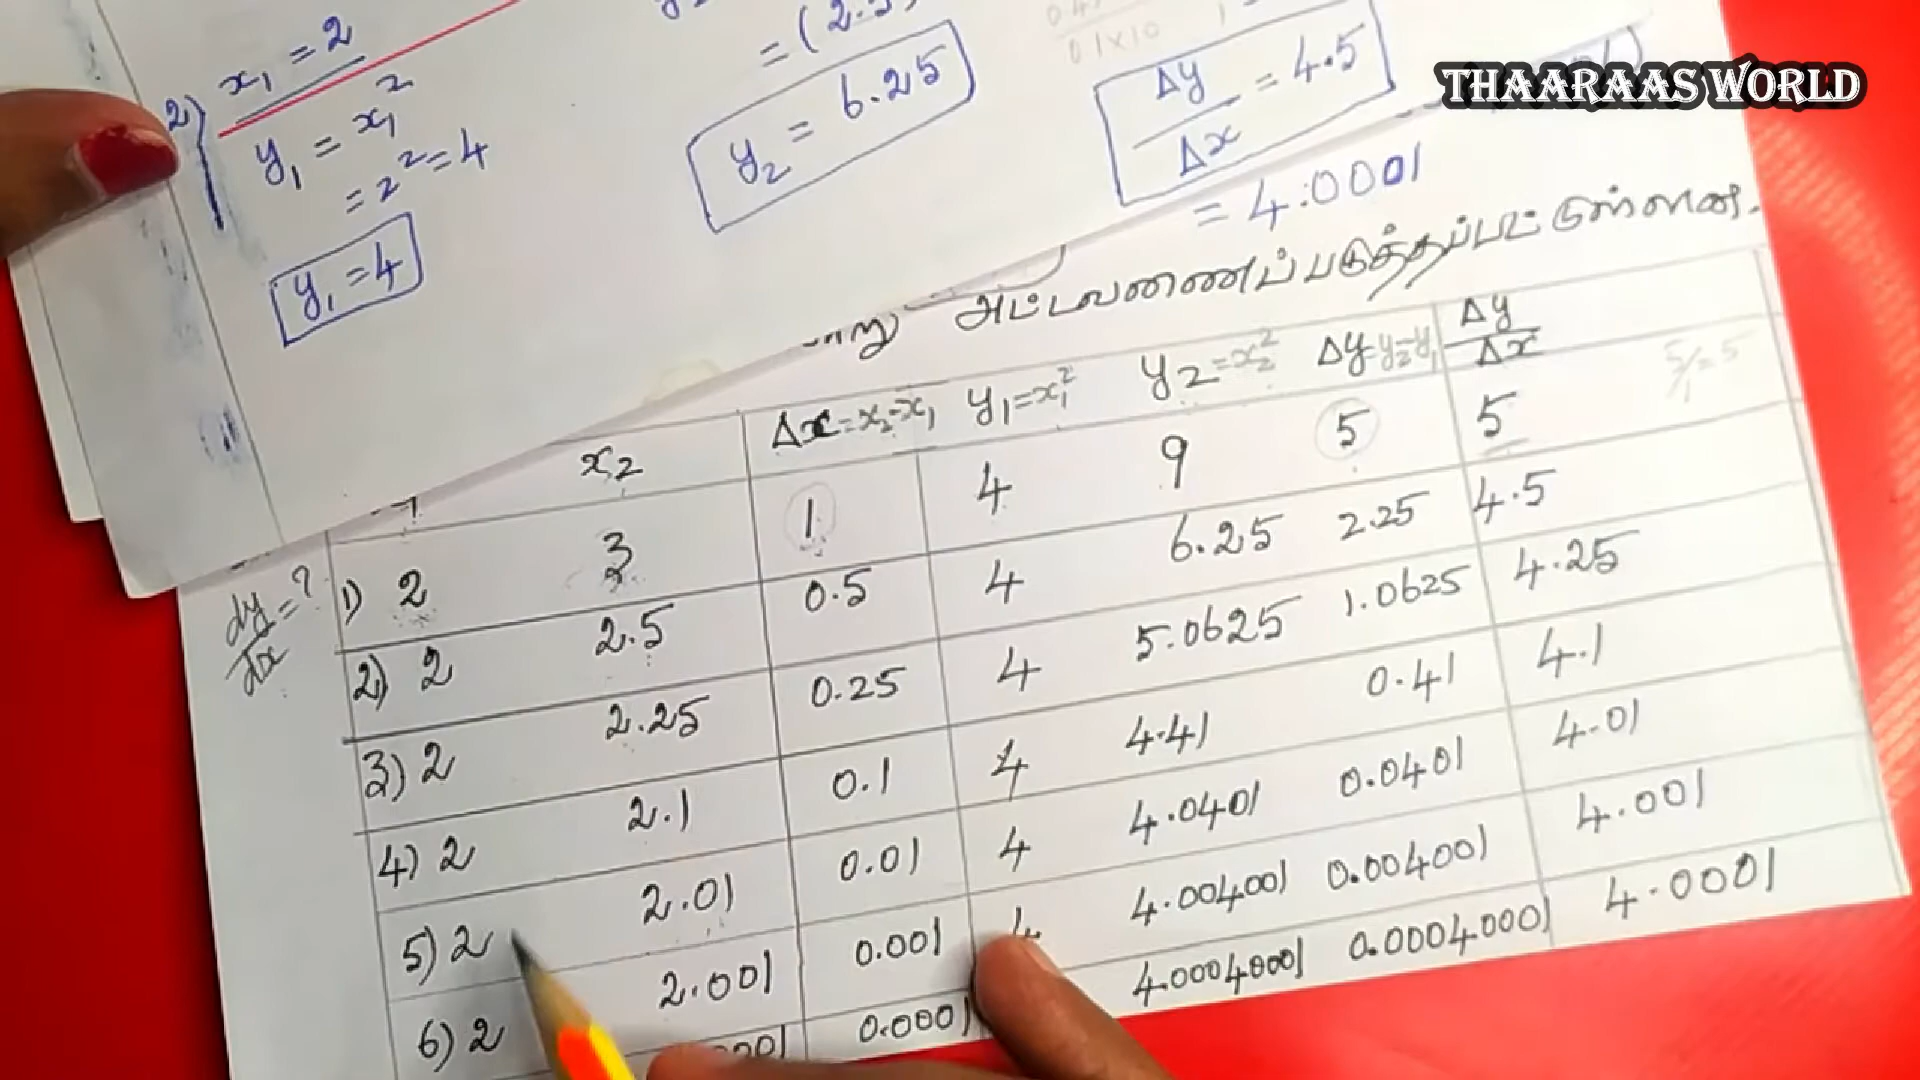 THAARAAS WORLD
x₁ = 2
2)
y₁ = x₁²
= 2² = 4
y₁ = 4
y₂ = 6.25
Δy/Δx = 4.5
= 4.0001
அட்டவணைப்படுத்தப்பட்டுள்ளன.
x₂ Δx = x₂-x₁ y₁ = x₁² y₂ = x₂² Δy = y₂-y₁ Δy/Δx
dy/dx = ?
1) 2 3 1 4 9 5 5 5/1 = 5
2) 2 2.5 0.5 4 6.25 2.25 4.5
3) 2 2.25 0.25 4 5.0625 1.0625 4.25
4) 2 2.1 0.1 4 4.41 0.41 4.1
5) 2 2.01 0.01 4 4.0401 0.0401 4.01
6) 2 2.001 0.001 4.004001 0.004001 4.001
0.0001 4.00040001 0.00040001 4.0001